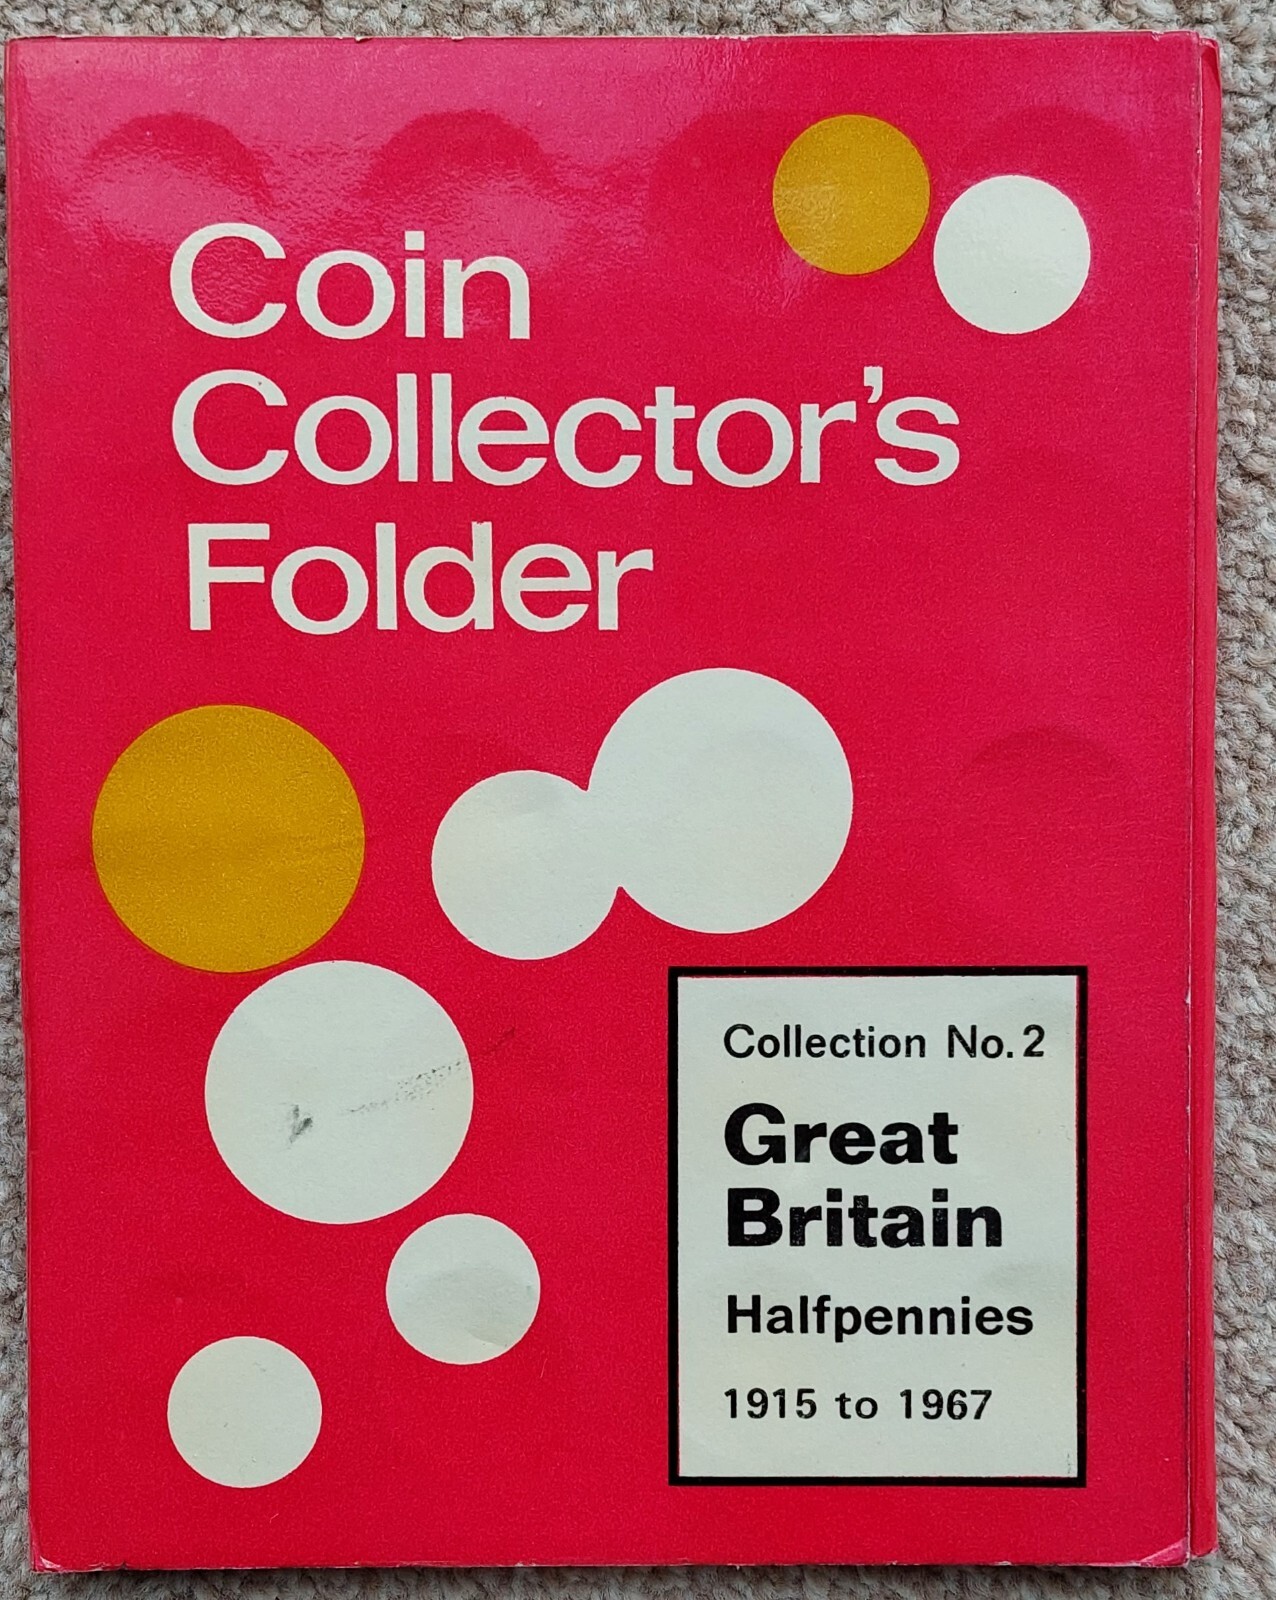 Coin
Collector's
Folder
Collection No. 2
Great
Britain
Halfpennies
1915 to 1967